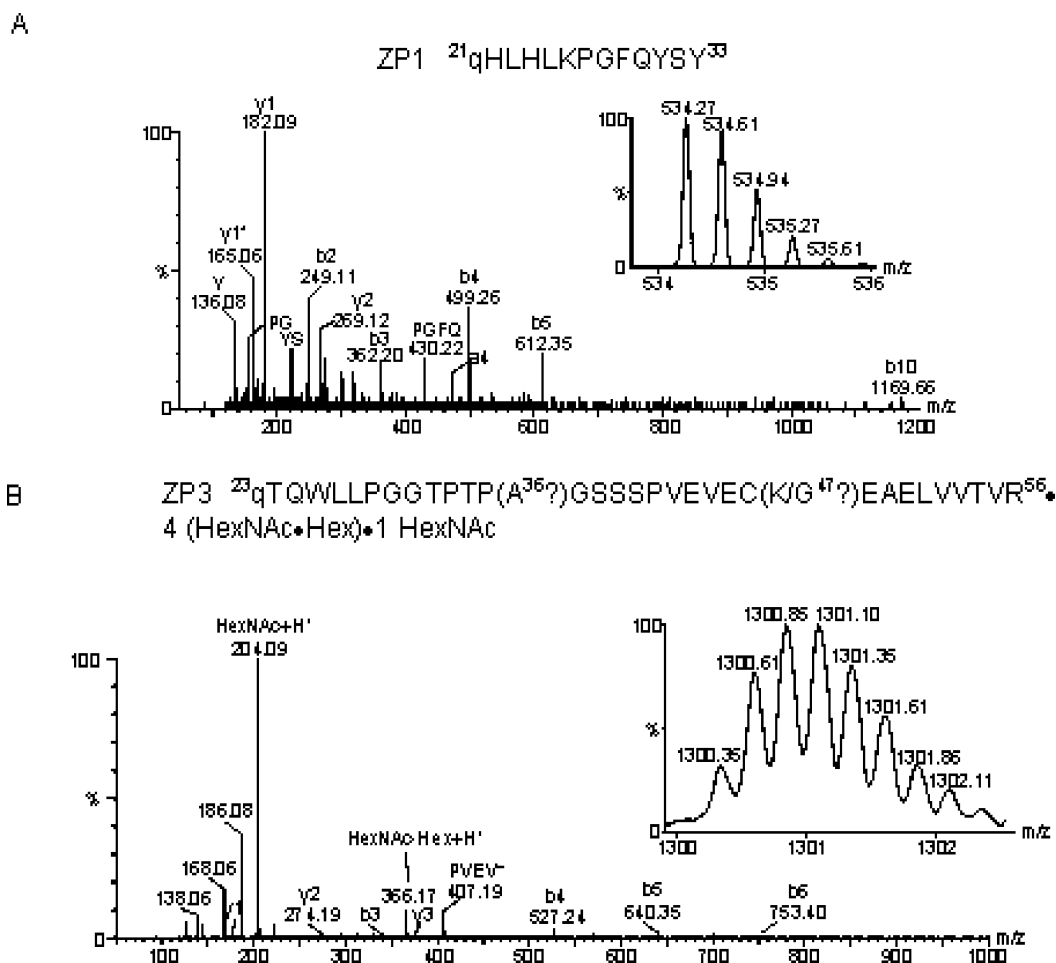 A
ZP1 ²¹qHLHLKPGFQYSY³³
100
%
0
y1
182.09
y1*
165.06
Y
136.08
PG
YS
b2
249.11
y2
269.12
b3
362.20
PGFQ
430.22
b4
499.26
a4
b5
612.35
b10
1169.66
m/z
200
400
600
800
1000
1200
100
%
0
534.27
534.61
534.94
535.27
535.61
m/z
534
535
536
B
ZP3 ²³qTQWLLPGGTPTP(A³⁶?)GSSSPVEVEC(K/G⁴⁷?)EAELVVTVR⁵⁶•
4 (HexNAc•Hex)•1 HexNAc
100
%
0
HexNAc+H⁺
204.09
186.08
168.06
138.06
y2
274.19
b3
HexNAc Hex+H⁺
366.17
y3
407.19
b4
527.24
b5
640.35
b6
753.40
m/z
100
200
300
400
500
600
700
800
900
1000
100
%
0
1300.36
1300.61
1300.85
1301.10
1301.35
1301.61
1301.86
1302.11
m/z
1300
1301
1302